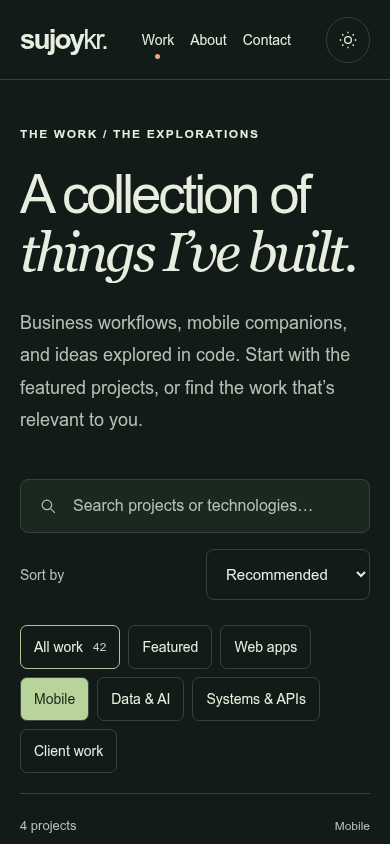 sujoykr.
Work About Contact
THE WORK / THE EXPLORATIONS
A collection of
things I've built.
Business workflows, mobile companions,
and ideas explored in code. Start with the
featured projects, or find the work that's
relevant to you.
Search projects or technologies...
Sort by Recommended
All work 42 Featured Web apps
Mobile Data & AI Systems & APIs
Client work
4 projects Mobile